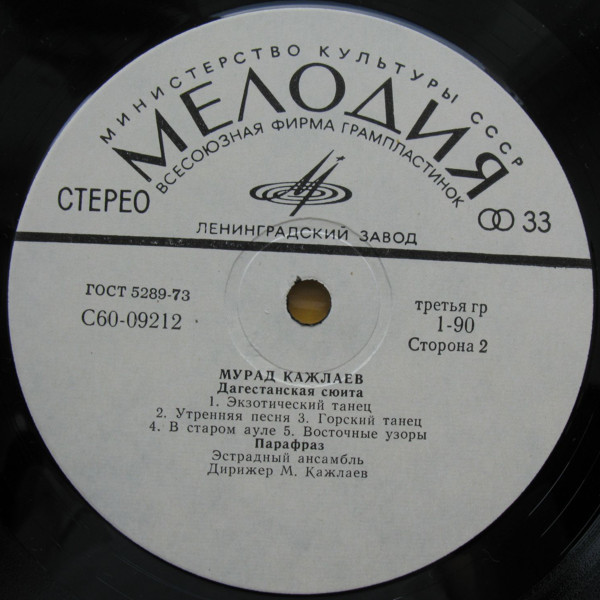 МИНИСТЕРСТВО КУЛЬТУРЫ СССР
МЕЛОДИЯ
ВСЕСОЮЗНАЯ ФИРМА ГРАМПЛАСТИНОК
СТЕРЕО
33
ЛЕНИНГРАДСКИЙ ЗАВОД
ГОСТ 5289-73
С60-09212
третья гр
1-90
Сторона 2
МУРАД КАЖЛАЕВ
Дагестанская сюита
1. Экзотический танец
2. Утренняя песня 3. Горский танец
4. В старом ауле 5. Восточные узоры
Парафраз
Эстрадный ансамбль
Дирижер М. Кажлаев